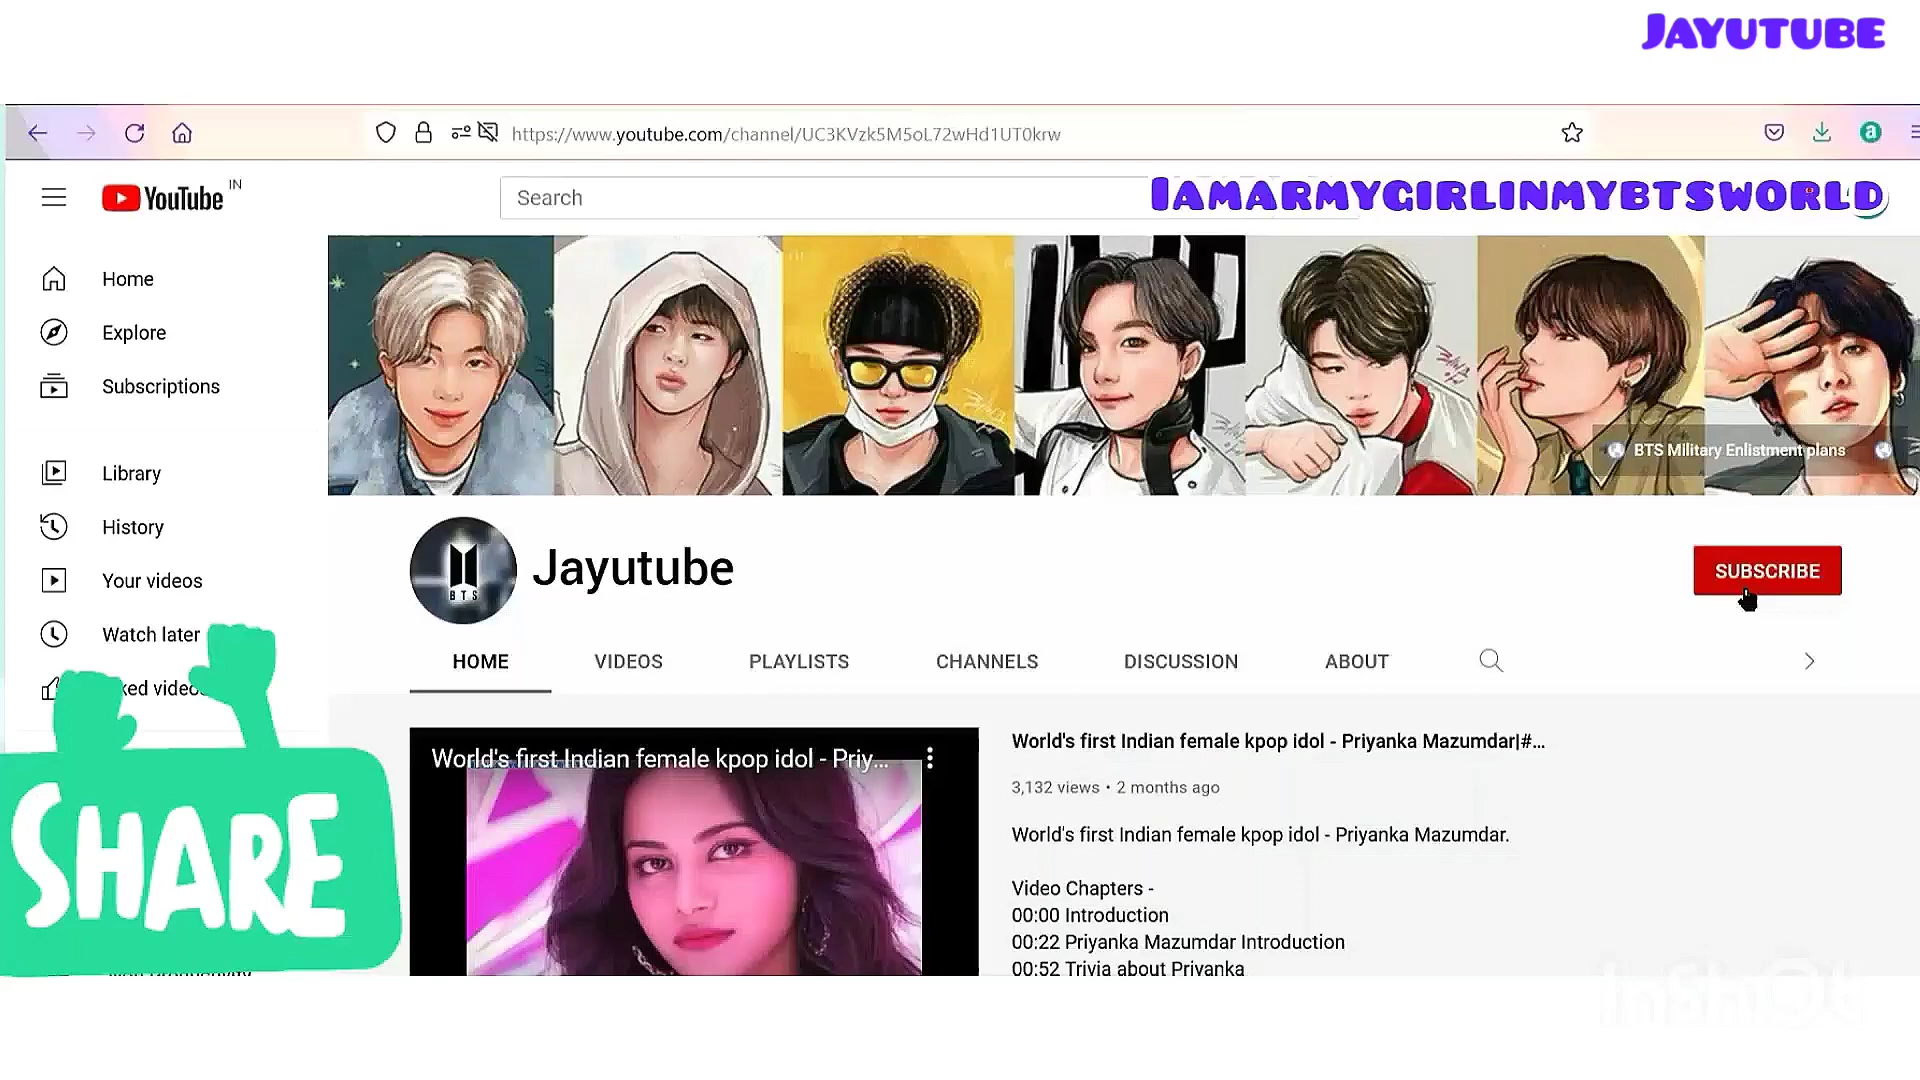 JAYUTUBE
https://www.youtube.com/channel/UC3KVzk5M5oL72wHd1UT0krw
YouTube IN
Search
IAMARMYGIRLINMYBTSWORLD
Home
Explore
Subscriptions
Library
History
Your videos
Watch later
ked videos
BTS Military Enlistment plans
BTS
Jayutube
SUBSCRIBE
HOME VIDEOS PLAYLISTS CHANNELS DISCUSSION ABOUT
World's first Indian female kpop idol - Priy...
World's first Indian female kpop idol - Priyanka Mazumdar|#...
3,132 views • 2 months ago
World's first Indian female kpop idol - Priyanka Mazumdar.
Video Chapters -
00:00 Introduction
00:22 Priyanka Mazumdar Introduction
00:52 Trivia about Priyanka
SHARE
InShOt